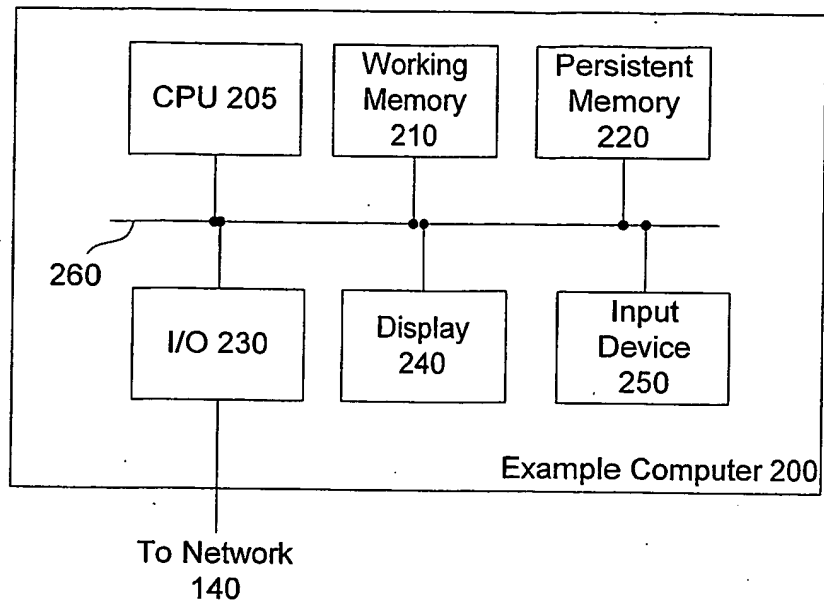 CPU 205
Working
Memory
210
Persistent
Memory
220
260
I/O 230
Display
240
Input
Device
250
Example Computer 200
To Network
140